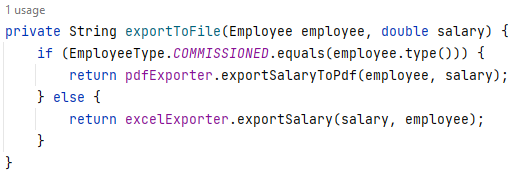 1 usage
private String exportToFile(Employee employee, double salary) {
    if (EmployeeType.COMMISSIONED.equals(employee.type())) {
        return pdfExporter.exportSalaryToPdf(employee, salary);
    } else {
        return excelExporter.exportSalary(salary, employee);
    }
}